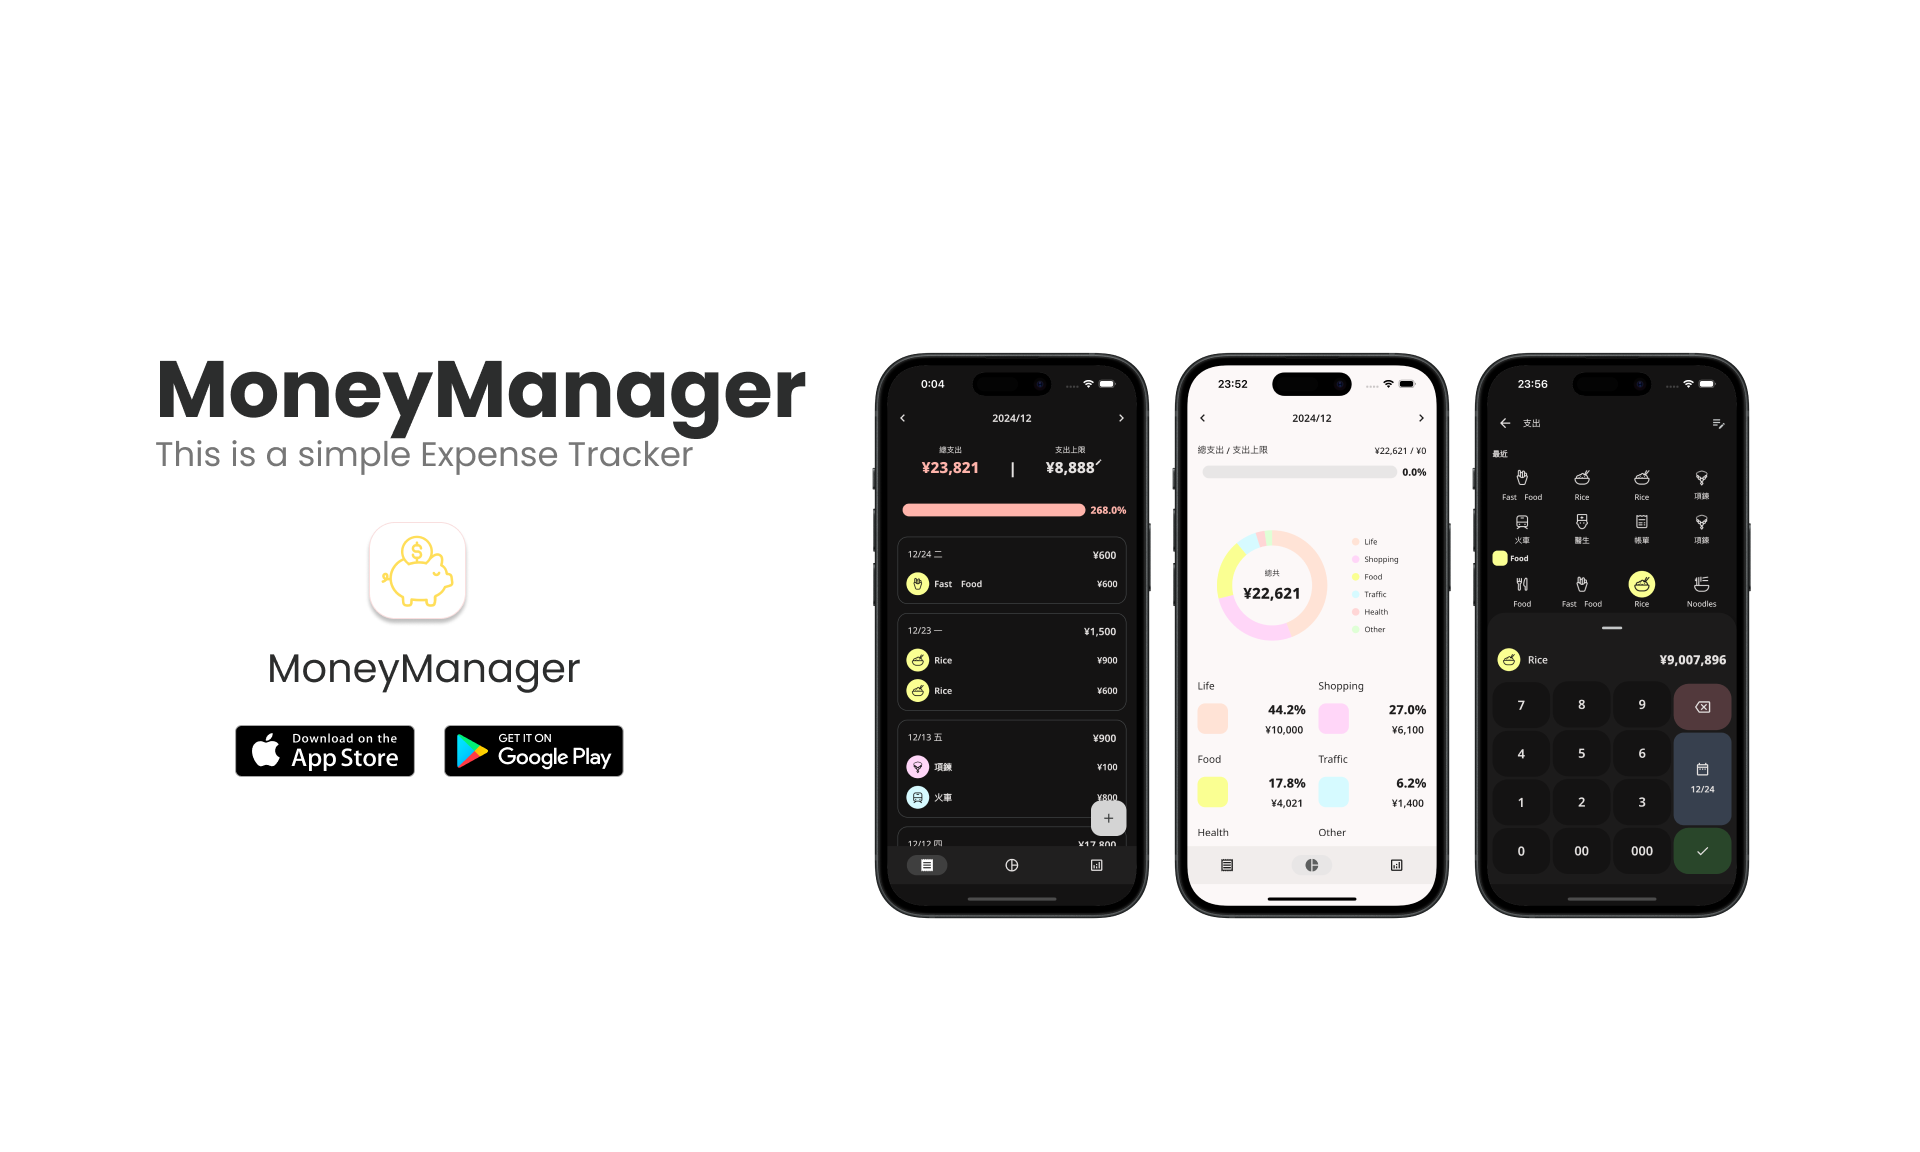 MoneyManager
This is a simple Expense Tracker
MoneyManager
Download on the
App Store
GET IT ON
Google Play
0:04
2024/12
總支出
支出上限
¥23,821 | ¥8,888
268.0%
12/24 二 ¥600
Fast Food ¥600
12/23 一 ¥1,500
Rice ¥900
Rice ¥600
12/13 五 ¥900
項鍊 ¥100
火車 ¥800
12/12 四 ¥17,800
23:52
2024/12
總支出 / 支出上限 ¥22,621 / ¥0
0.0%
總共
¥22,621
Life
Shopping
Food
Traffic
Health
Other
Life Shopping
44.2% 27.0%
¥10,000 ¥6,100
Food Traffic
17.8% 6.2%
¥4,021 ¥1,400
Health Other
23:56
支出
最近
Fast Food Rice Rice 項鍊
火車 醫生 帳單 項鍊
Food
Food Fast Food Rice Noodles
Rice ¥9,007,896
7 8 9
4 5 6
12/24
1 2 3
0 00 000